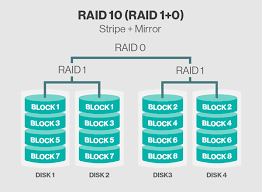 RAID 10 (RAID 1+0)
Stripe + Mirror
RAID 0
RAID 1
RAID 1
BLOCK 1
BLOCK 1
BLOCK 2
BLOCK 2
BLOCK 3
BLOCK 3
BLOCK 4
BLOCK 4
BLOCK 5
BLOCK 5
BLOCK 6
BLOCK 6
BLOCK 7
BLOCK 7
BLOCK 8
BLOCK 8
DISK 1
DISK 2
DISK3
DISK 4